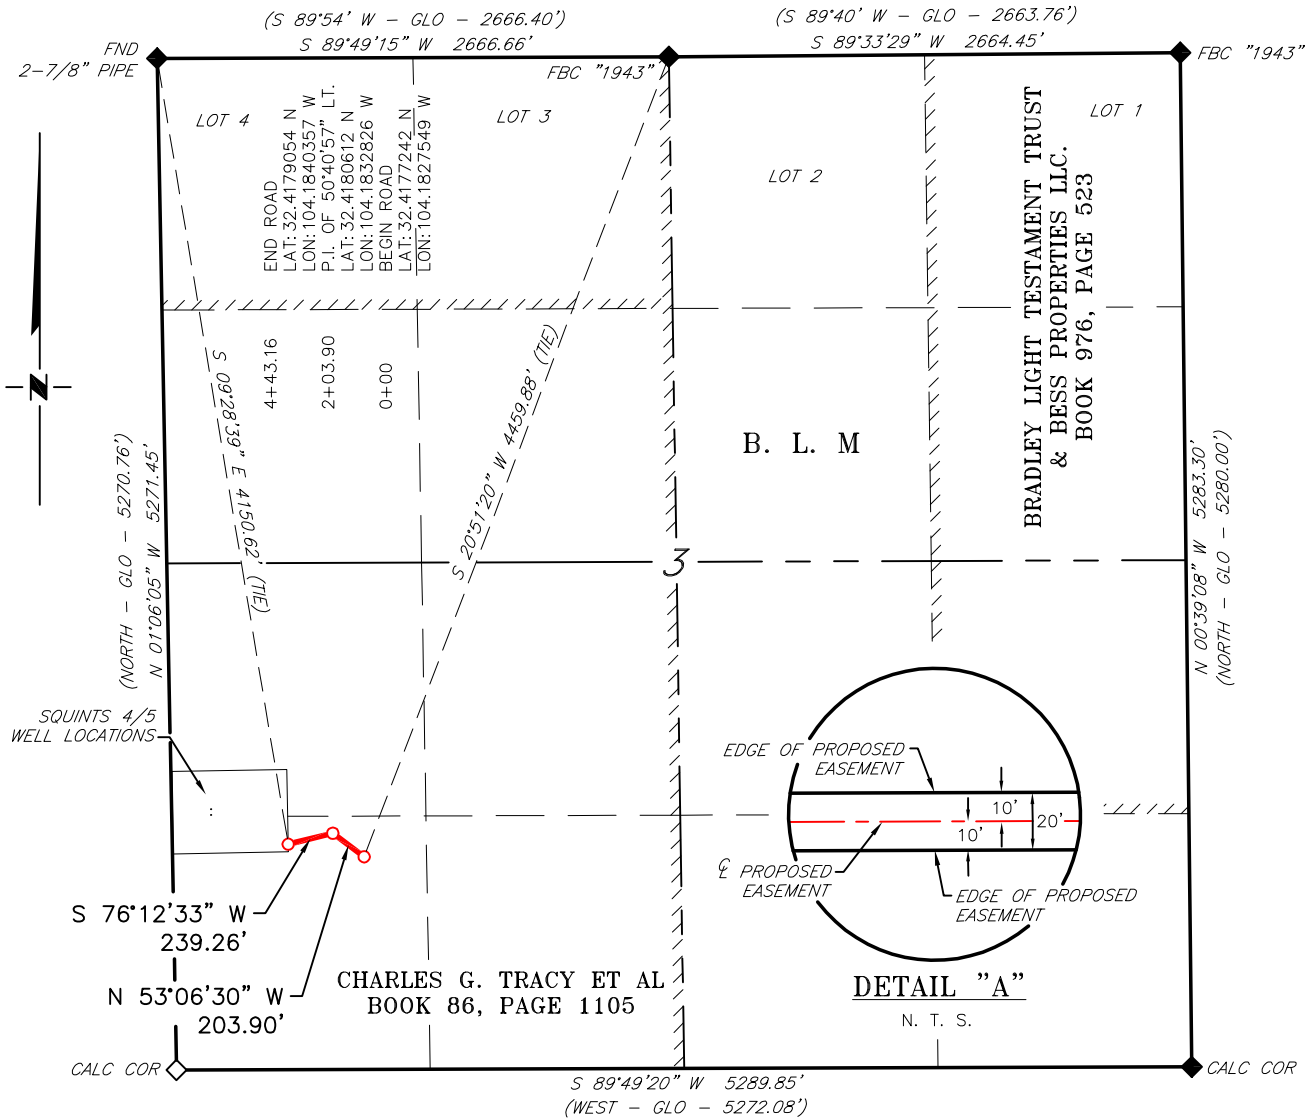 (S 89°54' W - GLO - 2666.40')
S 89°49'15" W 2666.66'
(S 89°40' W - GLO - 2663.76')
S 89°33'29" W 2664.45'
FND
2-7/8" PIPE
FBC "1943"
FBC "1943"
LOT 4
LOT 3
LOT 2
LOT 1
END ROAD
LAT:32.4179054 N
LON:104.1840357 W
P.I. OF 50°40'57" LT.
LAT:32.4180612 N
LON:104.1832826 W
BEGIN ROAD
LAT:32.4177242 N
LON:104.1827549 W
4+43.16
2+03.90
0+00
BRADLEY LIGHT TESTAMENT TRUST
& BESS PROPERTIES LLC.
BOOK 976, PAGE 523
N
S 09°28'39" E 4150.62' (TIE)
S 20°51'20" W 4459.88' (TIE)
B. L. M
(NORTH - GLO - 5270.76')
N 01°06'05" W 5271.45'
N 00°39'08" W 5283.30'
(NORTH - GLO - 5280.00')
3
SQUINTS 4/5
WELL LOCATIONS
EDGE OF PROPOSED
EASEMENT
10'
10'
20'
℄ PROPOSED
EASEMENT
EDGE OF PROPOSED
EASEMENT
S 76°12'33" W
239.26'
N 53°06'30" W
203.90'
CHARLES G. TRACY ET AL
BOOK 86, PAGE 1105
DETAIL "A"
N. T. S.
CALC COR
CALC COR
S 89°49'20" W 5289.85'
(WEST - GLO - 5272.08')